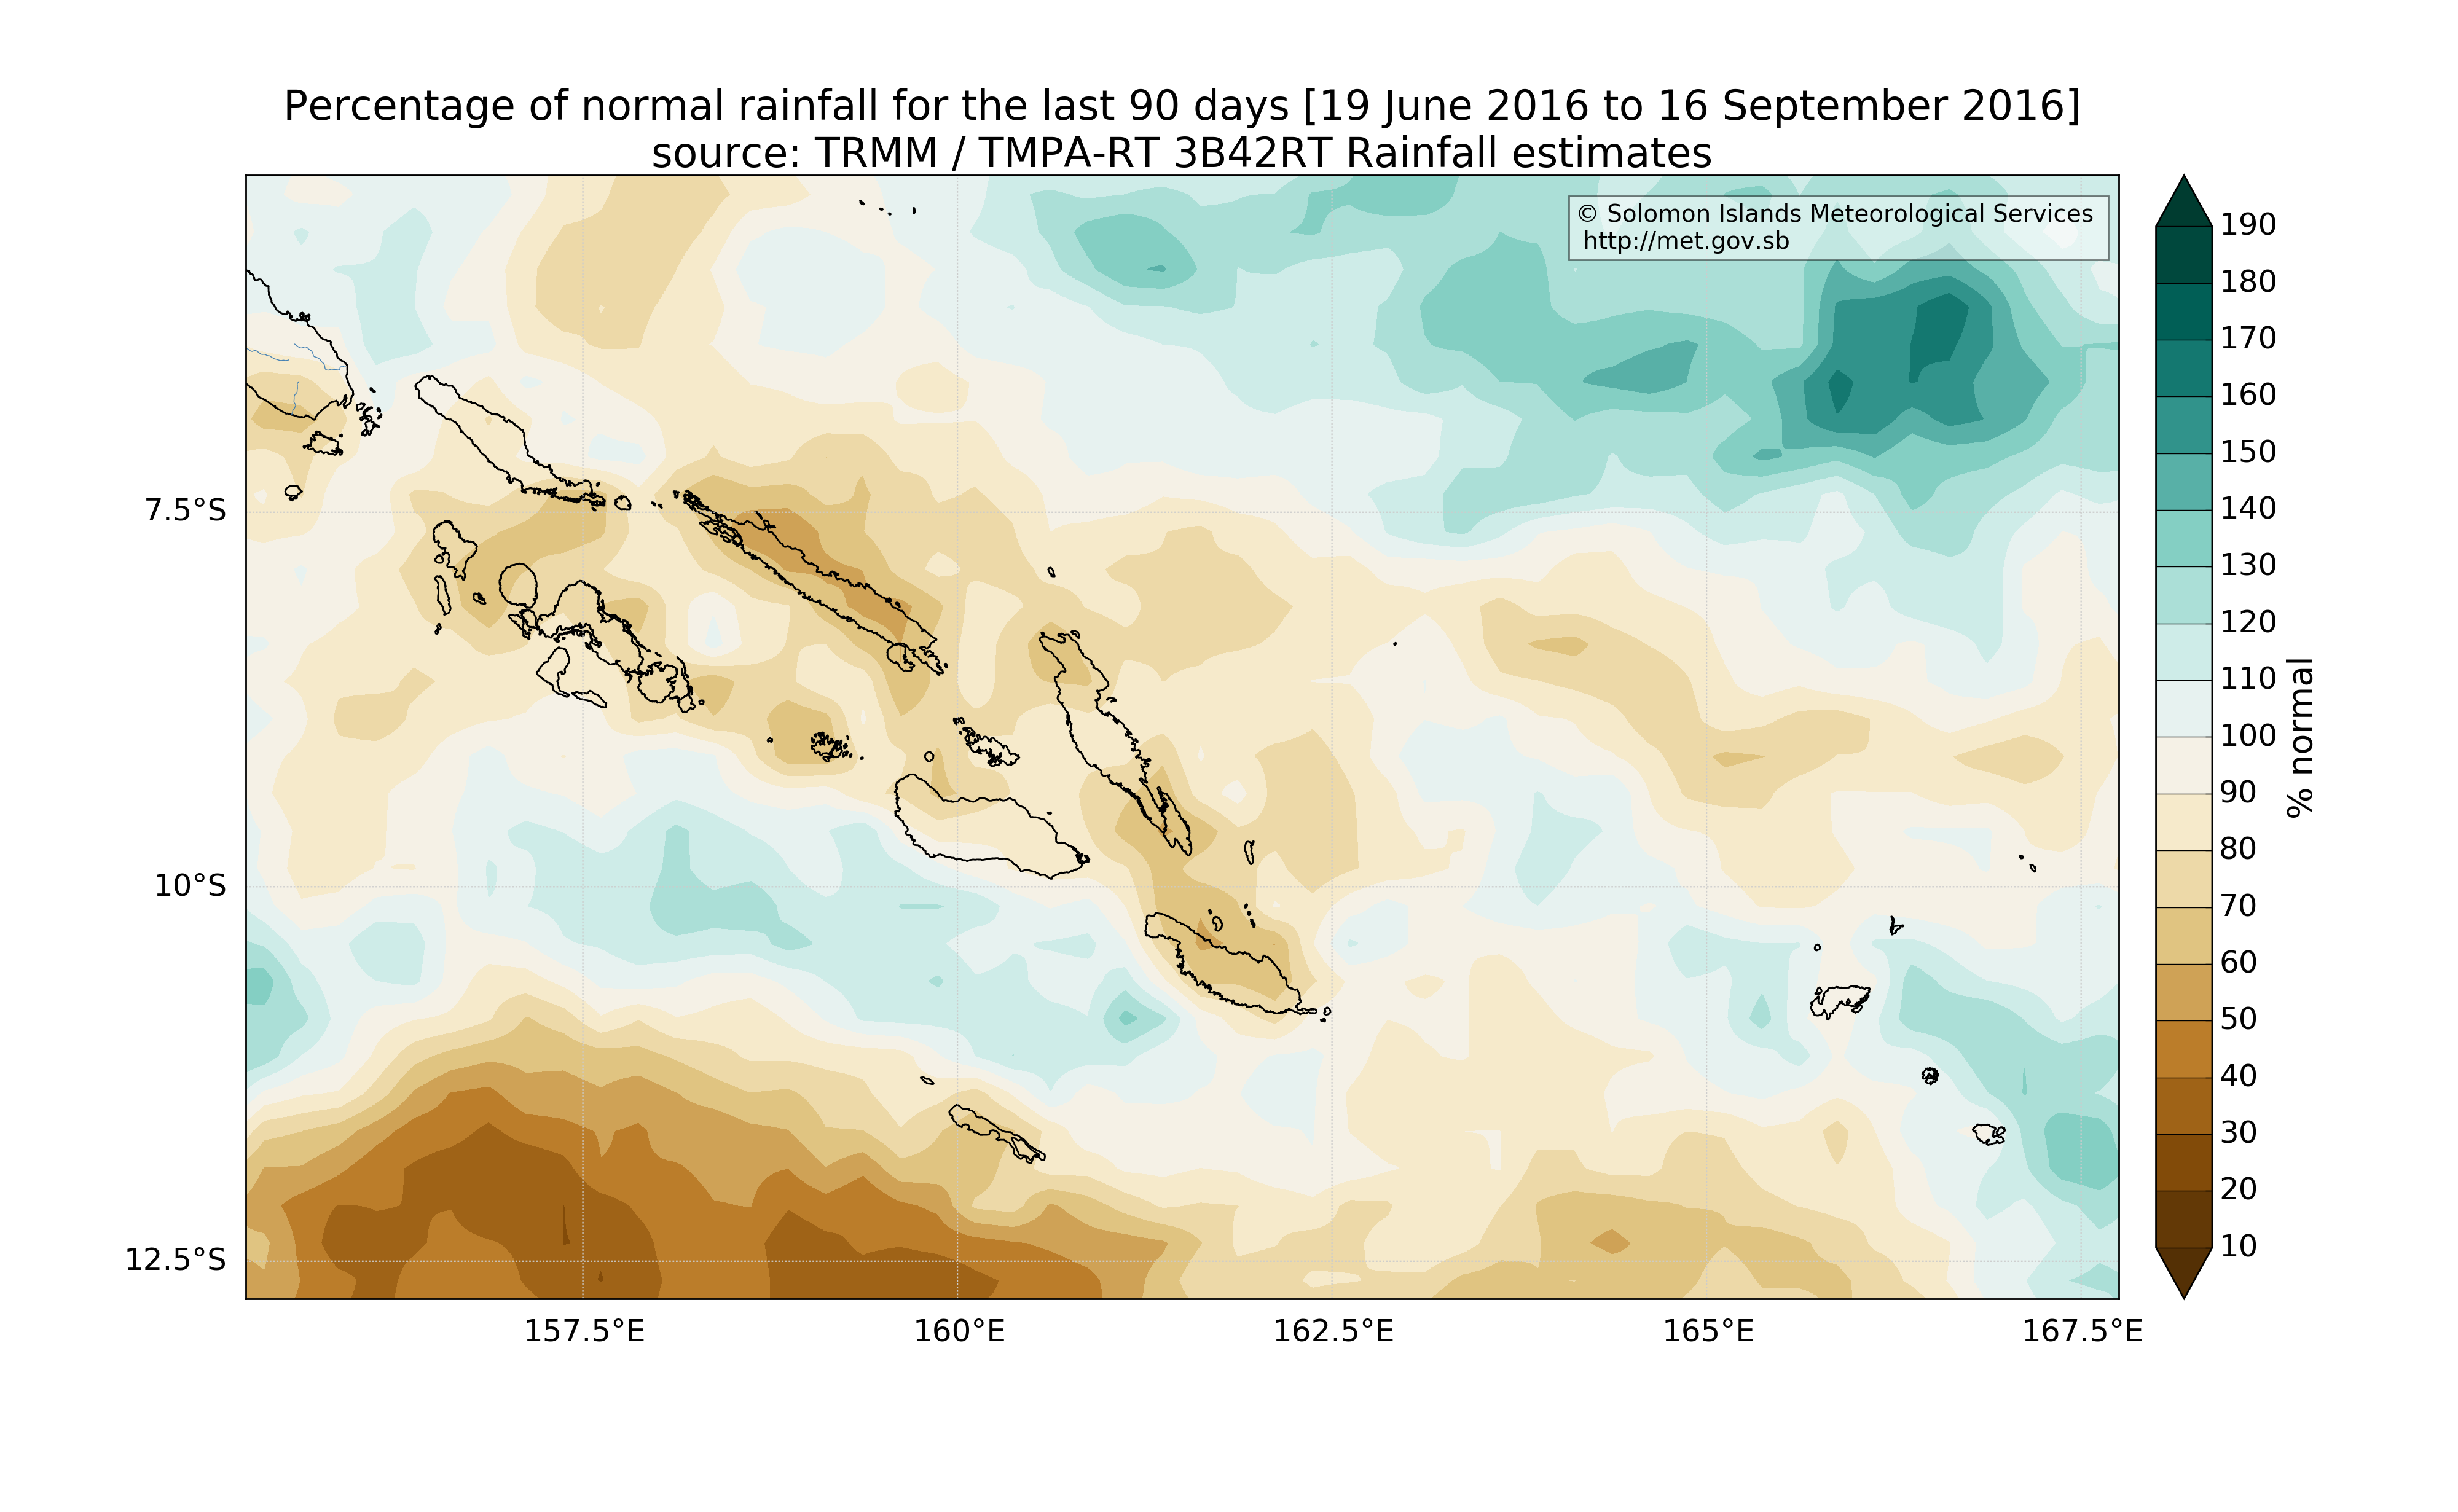 Percentage of normal rainfall for the last 90 days [19 June 2016 to 16 September 2016]
source: TRMM / TMPA-RT 3B42RT Rainfall estimates
© Solomon Islands Meteorological Services
http://met.gov.sb
7.5°S
10°S
12.5°S
157.5°E
160°E
162.5°E
165°E
167.5°E
190
180
170
160
150
140
130
120
110
100
90
80
70
60
50
40
30
20
10
% normal